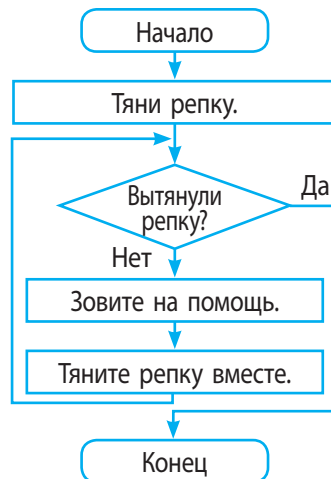 Начало
Тяни репку.
Вытянули
репку?
Да
Нет
Зовите на помощь.
Тяните репку вместе.
Конец